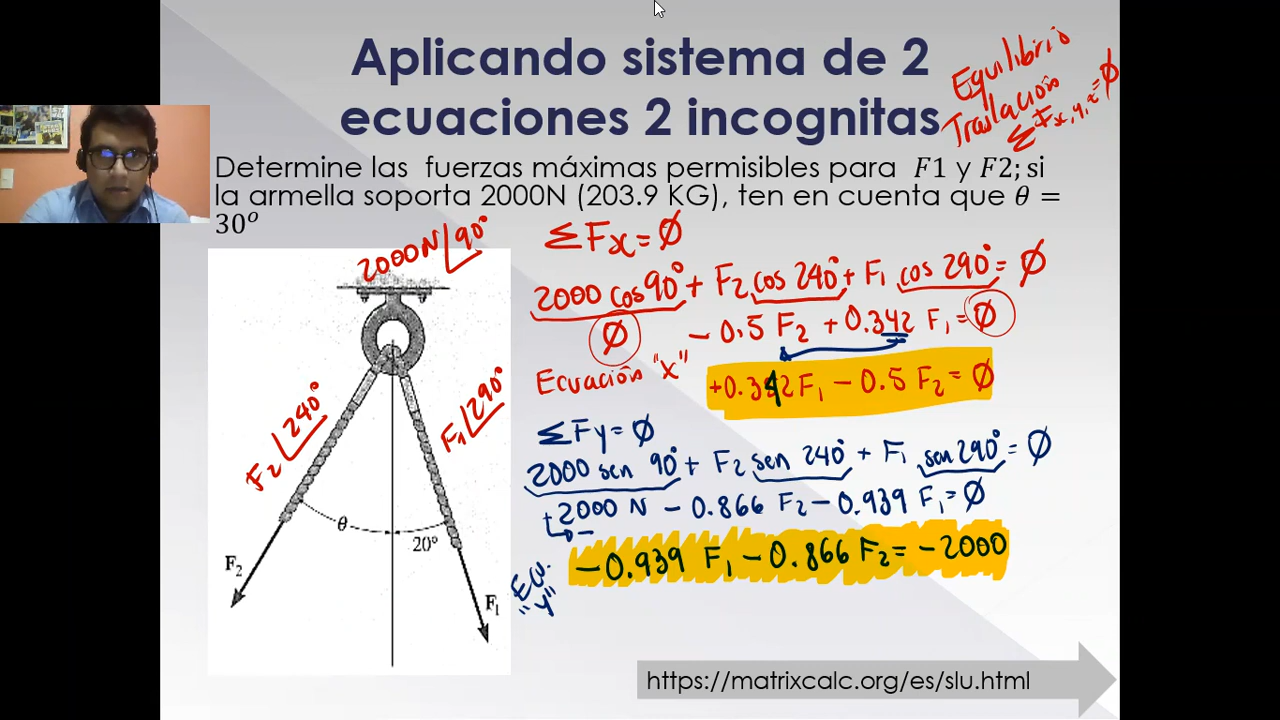 Aplicando sistema de 2
ecuaciones 2 incognitas
Equilibrio
Traslación
ΣFx,y,z=Ø
Determine las fuerzas máximas permisibles para F1 y F2; si
la armella soporta 2000N (203.9 KG), ten en cuenta que θ =
30°
2000N∠90°
F2∠240°
F1∠290°
θ
20°
F2
F1
ΣFx=Ø
2000 cos90° + F2 cos 240° + F1 cos 290° = Ø
Ø - 0.5 F2 + 0.342 F1 = Ø
Ecuación "x" +0.342 F1 - 0.5 F2 = Ø
ΣFy=Ø
2000 sen 90° + F2 sen 240° + F1 sen 290° = Ø
+2000 N - 0.866 F2 - 0.939 F1 = Ø
Ecu. "y" -0.939 F1 - 0.866 F2 = -2000
https://matrixcalc.org/es/slu.html